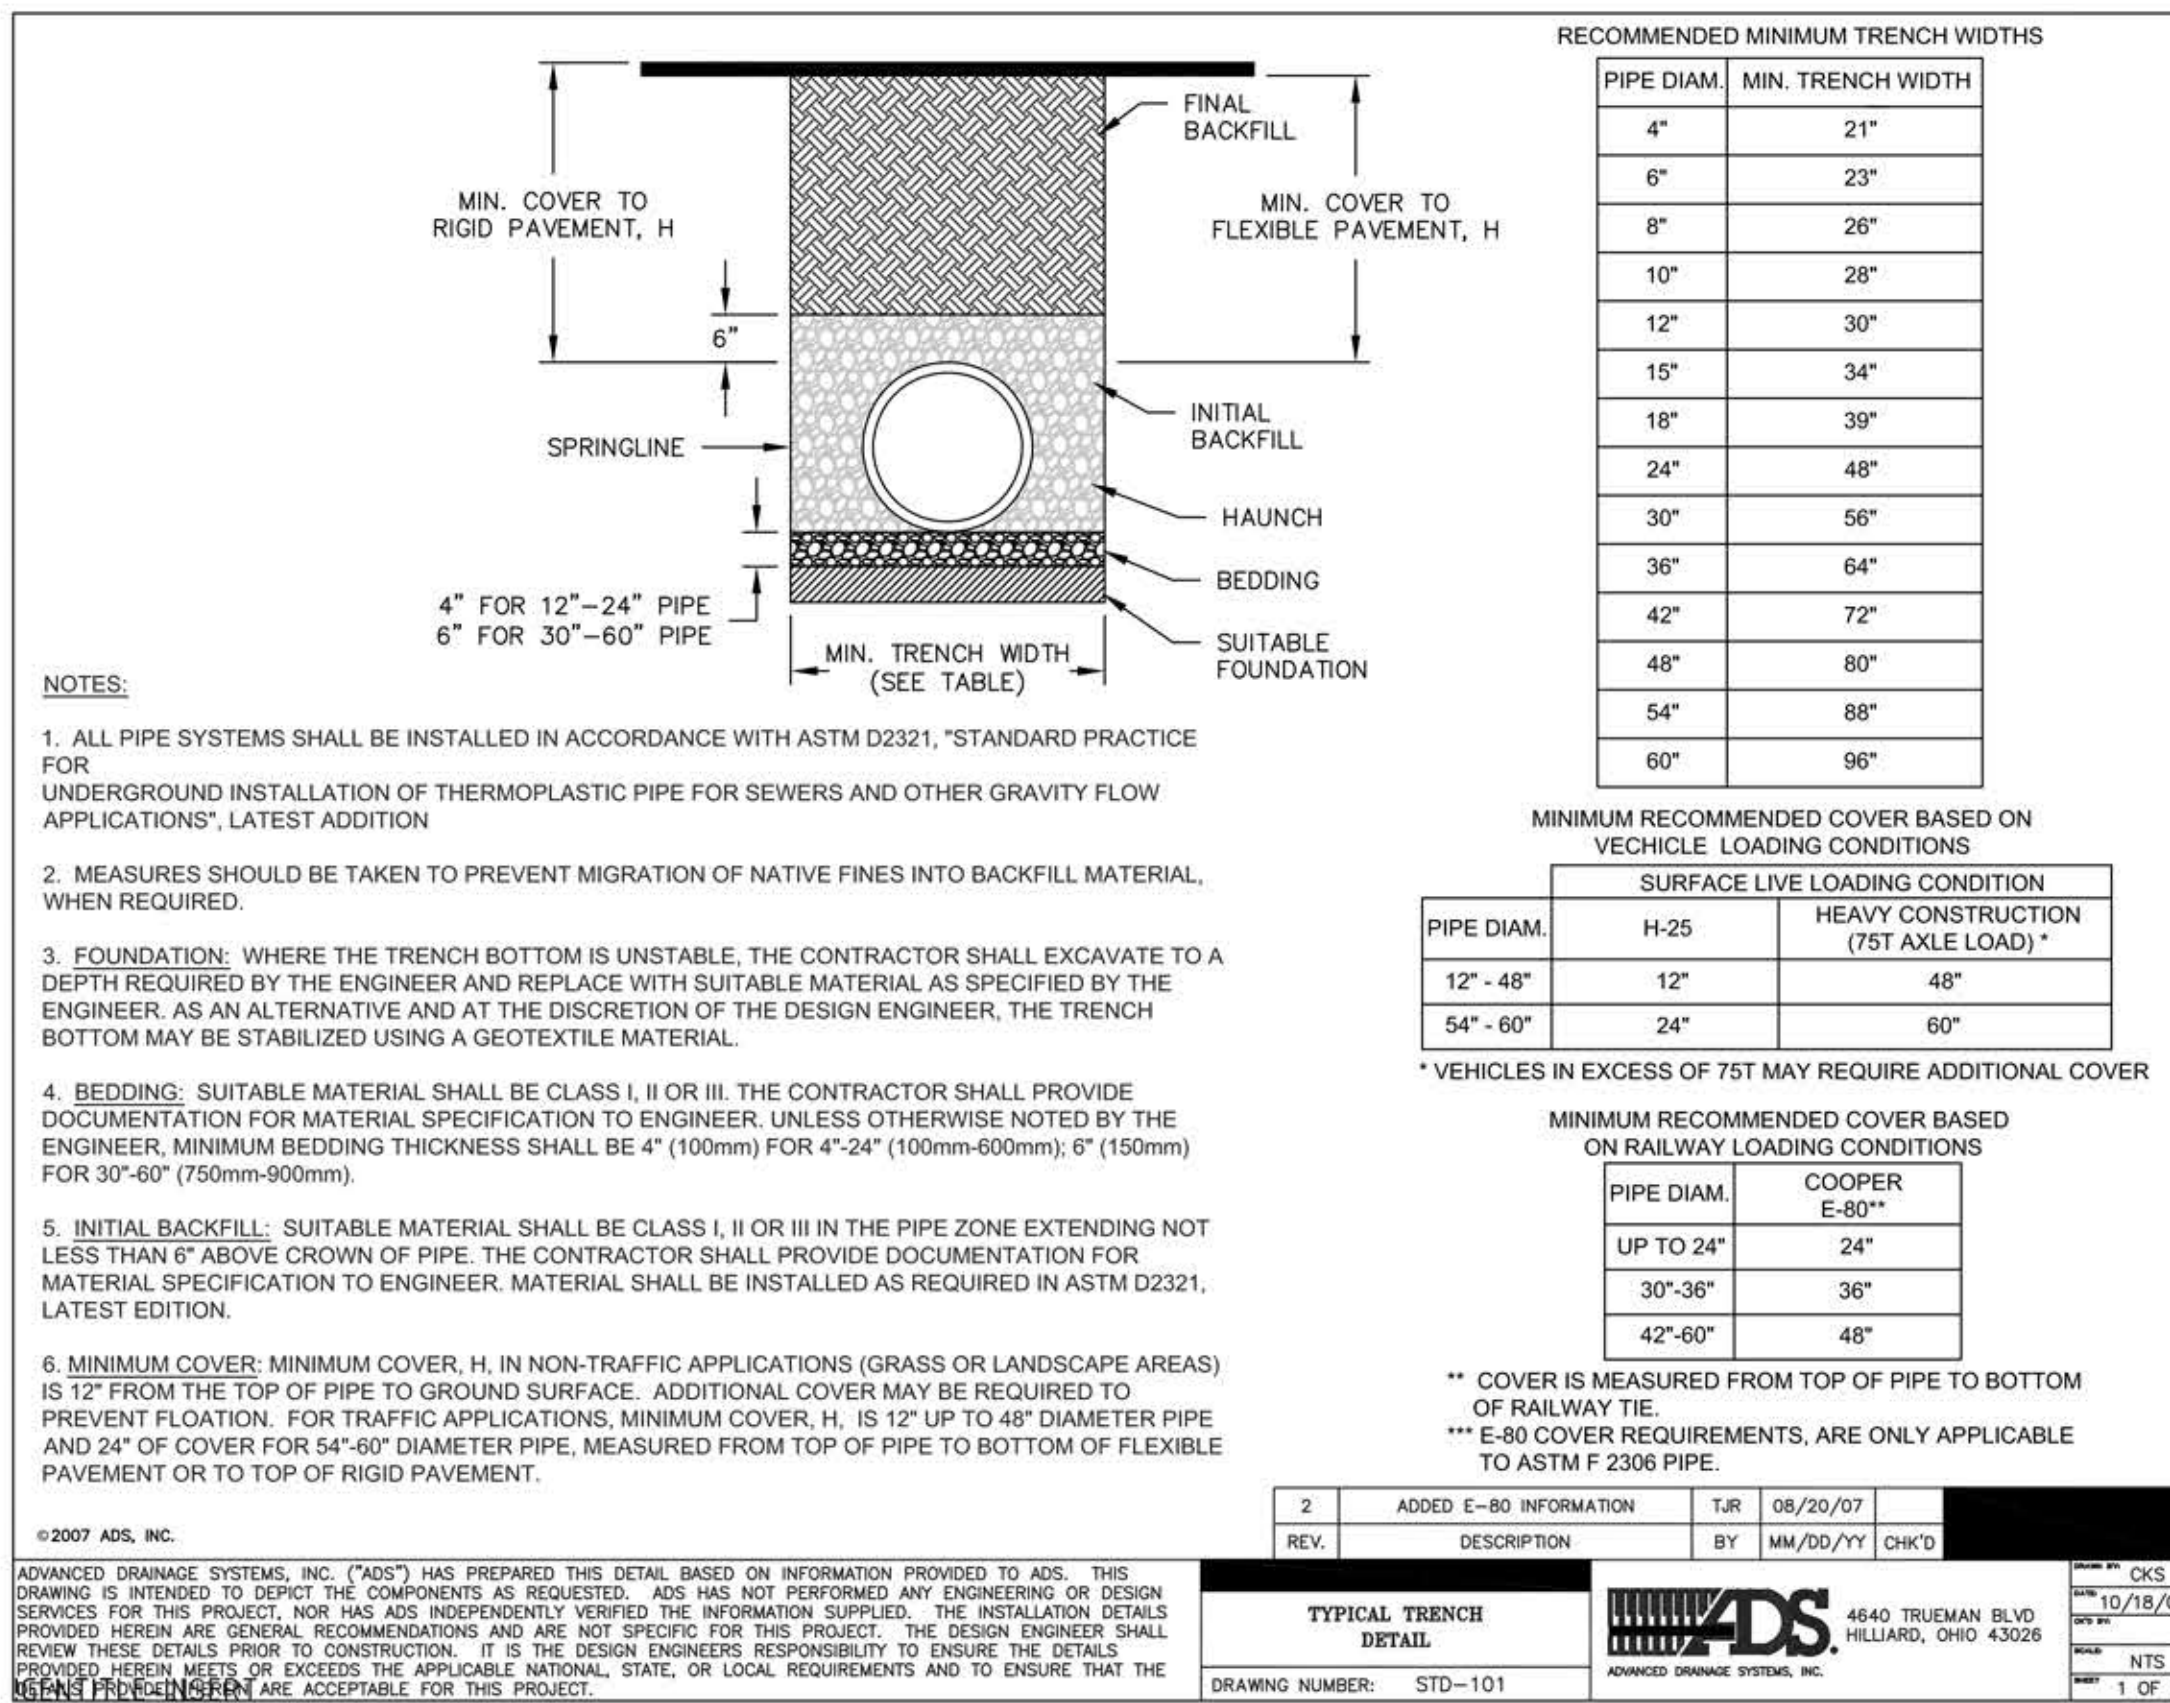 FINAL
BACKFILL
MIN. COVER TO
RIGID PAVEMENT, H
MIN. COVER TO
FLEXIBLE PAVEMENT, H
6"
INITIAL
BACKFILL
SPRINGLINE
HAUNCH
BEDDING
4" FOR 12"-24" PIPE
6" FOR 30"-60" PIPE
MIN. TRENCH WIDTH
(SEE TABLE)
SUITABLE
FOUNDATION
NOTES:
1. ALL PIPE SYSTEMS SHALL BE INSTALLED IN ACCORDANCE WITH ASTM D2321, "STANDARD PRACTICE
FOR
UNDERGROUND INSTALLATION OF THERMOPLASTIC PIPE FOR SEWERS AND OTHER GRAVITY FLOW
APPLICATIONS", LATEST ADDITION
2. MEASURES SHOULD BE TAKEN TO PREVENT MIGRATION OF NATIVE FINES INTO BACKFILL MATERIAL,
WHEN REQUIRED.
3. FOUNDATION: WHERE THE TRENCH BOTTOM IS UNSTABLE, THE CONTRACTOR SHALL EXCAVATE TO A
DEPTH REQUIRED BY THE ENGINEER AND REPLACE WITH SUITABLE MATERIAL AS SPECIFIED BY THE
ENGINEER. AS AN ALTERNATIVE AND AT THE DISCRETION OF THE DESIGN ENGINEER, THE TRENCH
BOTTOM MAY BE STABILIZED USING A GEOTEXTILE MATERIAL.
4. BEDDING: SUITABLE MATERIAL SHALL BE CLASS I, II OR III. THE CONTRACTOR SHALL PROVIDE
DOCUMENTATION FOR MATERIAL SPECIFICATION TO ENGINEER. UNLESS OTHERWISE NOTED BY THE
ENGINEER, MINIMUM BEDDING THICKNESS SHALL BE 4" (100mm) FOR 4"-24" (100mm-600mm); 6" (150mm)
FOR 30"-60" (750mm-900mm).
5. INITIAL BACKFILL: SUITABLE MATERIAL SHALL BE CLASS I, II OR III IN THE PIPE ZONE EXTENDING NOT
LESS THAN 6" ABOVE CROWN OF PIPE. THE CONTRACTOR SHALL PROVIDE DOCUMENTATION FOR
MATERIAL SPECIFICATION TO ENGINEER. MATERIAL SHALL BE INSTALLED AS REQUIRED IN ASTM D2321,
LATEST EDITION.
6. MINIMUM COVER: MINIMUM COVER, H, IN NON-TRAFFIC APPLICATIONS (GRASS OR LANDSCAPE AREAS)
IS 12" FROM THE TOP OF PIPE TO GROUND SURFACE. ADDITIONAL COVER MAY BE REQUIRED TO
PREVENT FLOATION. FOR TRAFFIC APPLICATIONS, MINIMUM COVER, H, IS 12" UP TO 48" DIAMETER PIPE
AND 24" OF COVER FOR 54"-60" DIAMETER PIPE, MEASURED FROM TOP OF PIPE TO BOTTOM OF FLEXIBLE
PAVEMENT OR TO TOP OF RIGID PAVEMENT.
©2007 ADS, INC.
RECOMMENDED MINIMUM TRENCH WIDTHS
PIPE DIAM. MIN. TRENCH WIDTH
4" 21"
6" 23"
8" 26"
10" 28"
12" 30"
15" 34"
18" 39"
24" 48"
30" 56"
36" 64"
42" 72"
48" 80"
54" 88"
60" 96"
MINIMUM RECOMMENDED COVER BASED ON
VECHICLE LOADING CONDITIONS
SURFACE LIVE LOADING CONDITION
PIPE DIAM. H-25 HEAVY CONSTRUCTION
(75T AXLE LOAD) *
12" - 48" 12" 48"
54" - 60" 24" 60"
* VEHICLES IN EXCESS OF 75T MAY REQUIRE ADDITIONAL COVER
MINIMUM RECOMMENDED COVER BASED
ON RAILWAY LOADING CONDITIONS
PIPE DIAM. COOPER
E-80**
UP TO 24" 24"
30"-36" 36"
42"-60" 48"
** COVER IS MEASURED FROM TOP OF PIPE TO BOTTOM
OF RAILWAY TIE.
*** E-80 COVER REQUIREMENTS, ARE ONLY APPLICABLE
TO ASTM F 2306 PIPE.
2 ADDED E-80 INFORMATION TJR 08/20/07
REV. DESCRIPTION BY MM/DD/YY CHK'D
ADVANCED DRAINAGE SYSTEMS, INC. ("ADS") HAS PREPARED THIS DETAIL BASED ON INFORMATION PROVIDED TO ADS. THIS
DRAWING IS INTENDED TO DEPICT THE COMPONENTS AS REQUESTED. ADS HAS NOT PERFORMED ANY ENGINEERING OR DESIGN
SERVICES FOR THIS PROJECT, NOR HAS ADS INDEPENDENTLY VERIFIED THE INFORMATION SUPPLIED. THE INSTALLATION DETAILS
PROVIDED HEREIN ARE GENERAL RECOMMENDATIONS AND ARE NOT SPECIFIC FOR THIS PROJECT. THE DESIGN ENGINEER SHALL
REVIEW THESE DETAILS PRIOR TO CONSTRUCTION. IT IS THE DESIGN ENGINEERS RESPONSIBILITY TO ENSURE THE DETAILS
PROVIDED HEREIN MEETS OR EXCEEDS THE APPLICABLE NATIONAL, STATE, OR LOCAL REQUIREMENTS AND TO ENSURE THAT THE
DETAILS PROVIDED HEREIN ARE ACCEPTABLE FOR THIS PROJECT.
TYPICAL TRENCH
DETAIL
DRAWING NUMBER: STD-101
ADS.
ADVANCED DRAINAGE SYSTEMS, INC.
4640 TRUEMAN BLVD
HILLIARD, OHIO 43026
DRAWN BY: CKS
DATE: 10/18/
CK'D BY:
SCALE: NTS
SHEET 1 OF